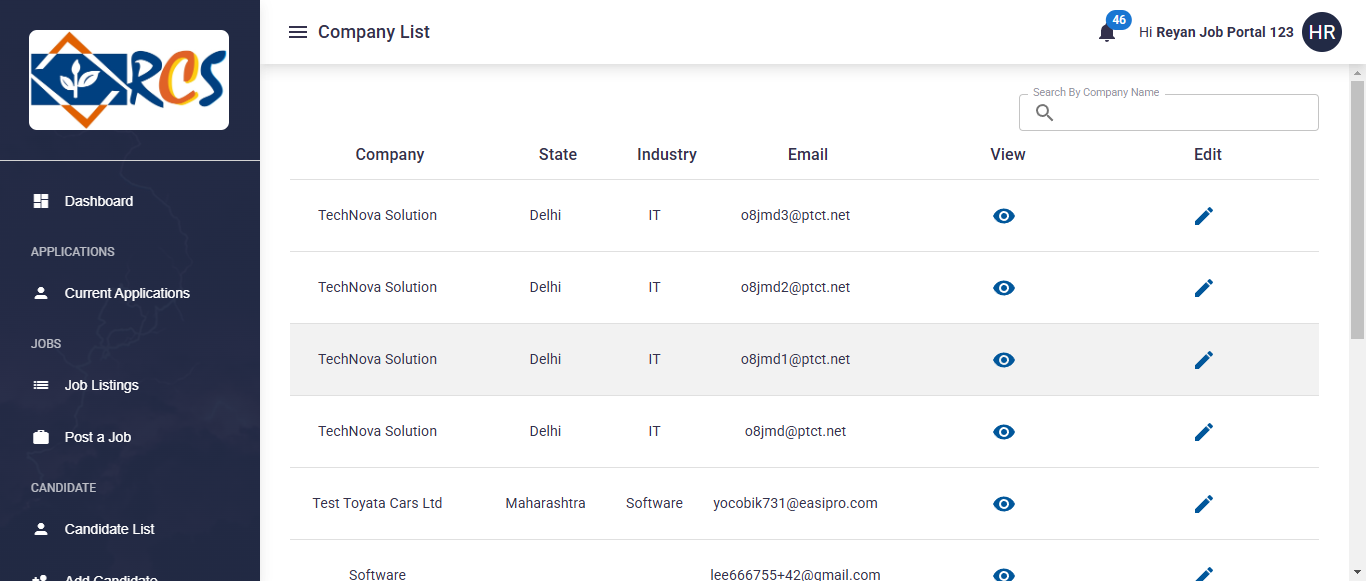 RCS
Company List
46
Hi Reyan Job Portal 123
HR
Search By Company Name
Company State Industry Email View Edit
Dashboard
TechNova Solution Delhi IT o8jmd3@ptct.net
APPLICATIONS
Current Applications
TechNova Solution Delhi IT o8jmd2@ptct.net
JOBS
TechNova Solution Delhi IT o8jmd1@ptct.net
Job Listings
Post a Job
TechNova Solution Delhi IT o8jmd@ptct.net
CANDIDATE
Candidate List
Test Toyata Cars Ltd Maharashtra Software yocobik731@easipro.com
Add Candidate
Software lee666755+42@gmail.com